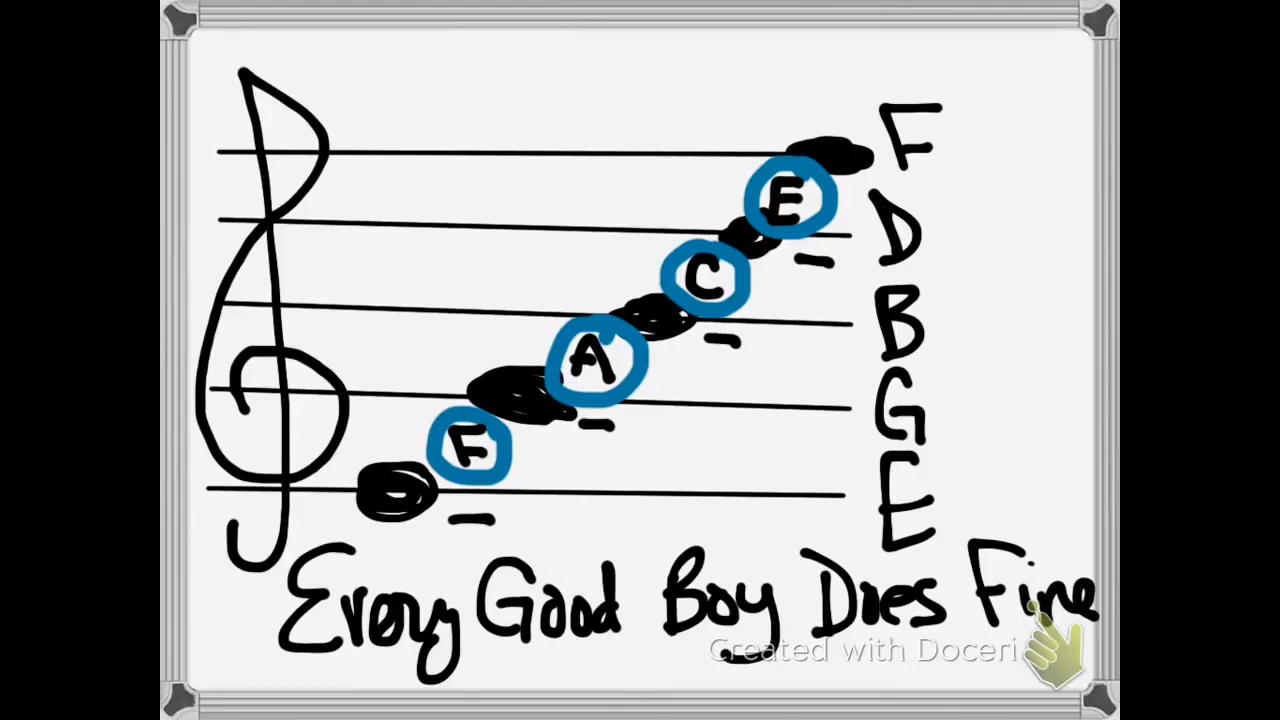 F
E
D
C
B
A
G
F
E
Every Good Boy Does Fine
Created with Doceri